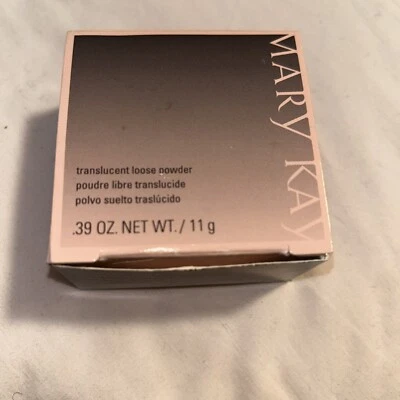 MARY KAY
translucent loose powder
poudre libre translucide
polvo suelto traslúcido
.39 OZ. NET WT. / 11 g